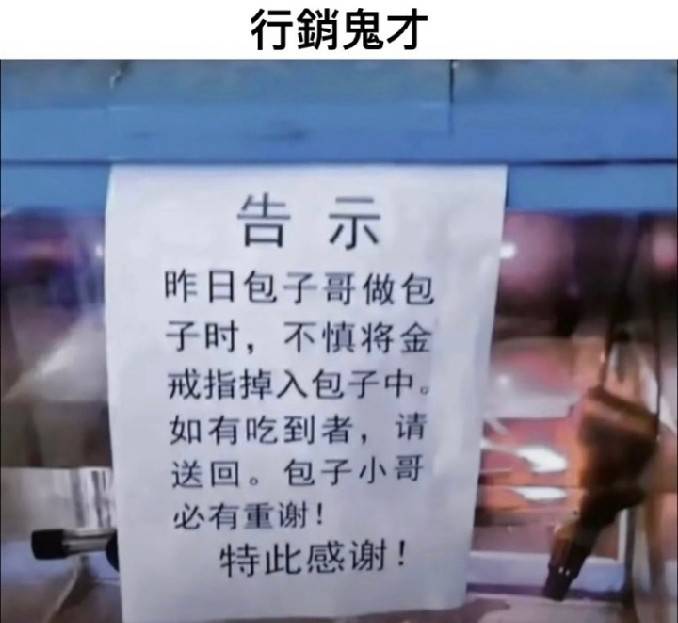 行銷鬼才
告示
昨日包子哥做包
子时，不慎将金
戒指掉入包子中。
如有吃到者，请
送回。包子小哥
必有重谢！
特此感谢！